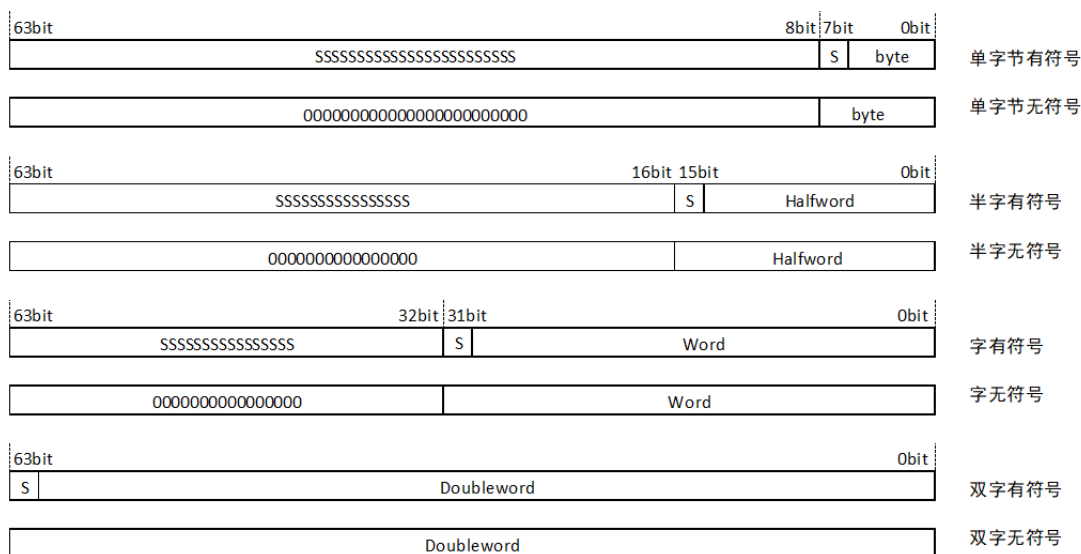 63bit 8bit 7bit 0bit
SSSSSSSSSSSSSSSSSSSSSSSS S byte 单字节有符号
000000000000000000000000 byte 单字节无符号
63bit 16bit 15bit 0bit
SSSSSSSSSSSSSSSS S Halfword 半字有符号
0000000000000000 Halfword 半字无符号
63bit 32bit 31bit 0bit
SSSSSSSSSSSSSSSS S Word 字有符号
0000000000000000 Word 字无符号
63bit 0bit
S Doubleword 双字有符号
Doubleword 双字无符号